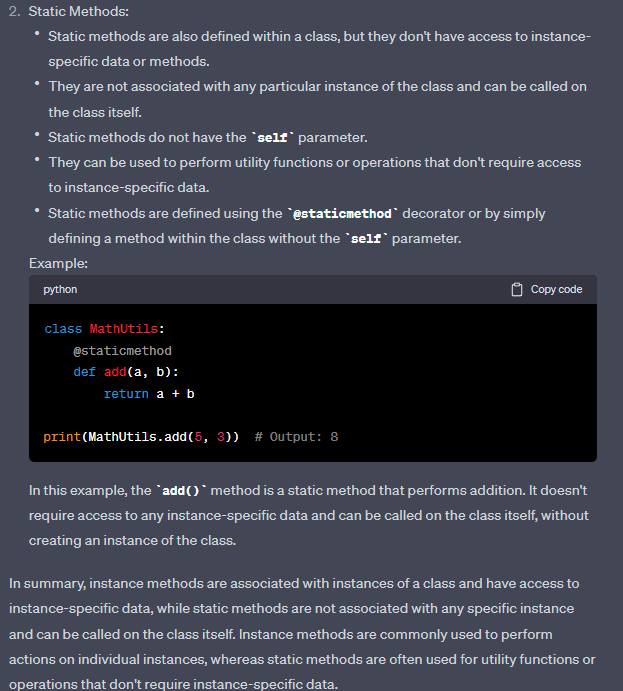 2. Static Methods:
• Static methods are also defined within a class, but they don't have access to instance-
specific data or methods.
• They are not associated with any particular instance of the class and can be called on
the class itself.
• Static methods do not have the `self` parameter.
• They can be used to perform utility functions or operations that don't require access
to instance-specific data.
• Static methods are defined using the `@staticmethod` decorator or by simply
defining a method within the class without the `self` parameter.
Example:
python Copy code
class MathUtils:
    @staticmethod
    def add(a, b):
        return a + b
print(MathUtils.add(5, 3))  # Output: 8
In this example, the `add()` method is a static method that performs addition. It doesn't
require access to any instance-specific data and can be called on the class itself, without
creating an instance of the class.
In summary, instance methods are associated with instances of a class and have access to
instance-specific data, while static methods are not associated with any specific instance
and can be called on the class itself. Instance methods are commonly used to perform
actions on individual instances, whereas static methods are often used for utility functions or
operations that don't require instance-specific data.